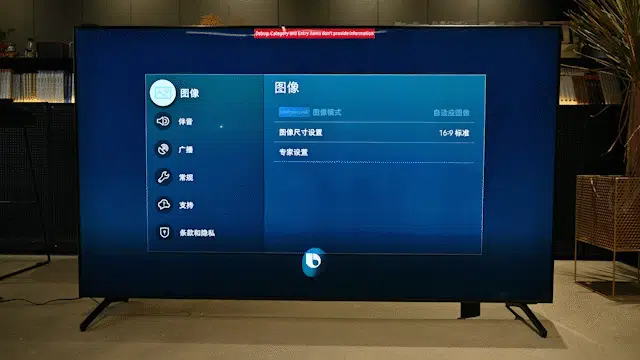 Debug. Category and Entry items don't provide information
图像
伴音
广播
常规
支持
条款和隐私
图像
图像模式 自适应图像
图像尺寸设置 16:9 标准
专家设置